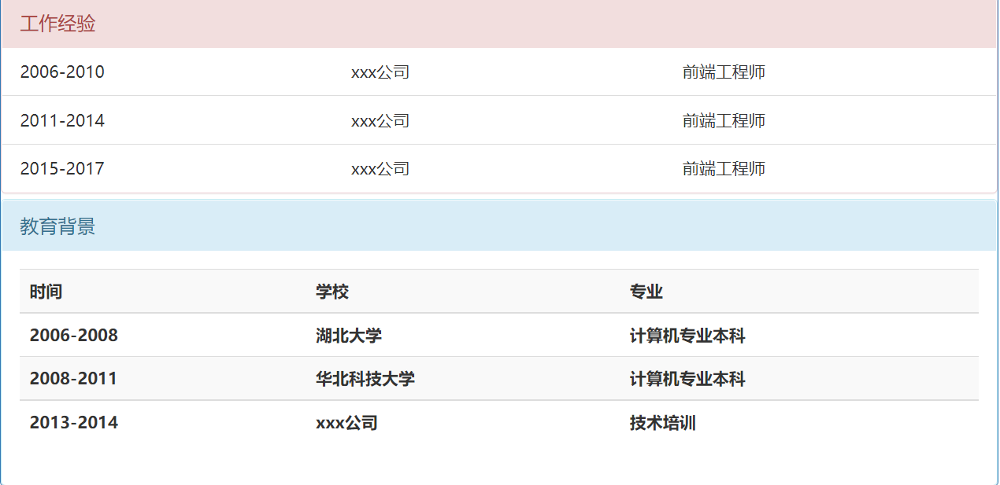 工作经验
2006-2010 xxx公司 前端工程师
2011-2014 xxx公司 前端工程师
2015-2017 xxx公司 前端工程师
教育背景
时间 学校 专业
2006-2008 湖北大学 计算机专业本科
2008-2011 华北科技大学 计算机专业本科
2013-2014 xxx公司 技术培训